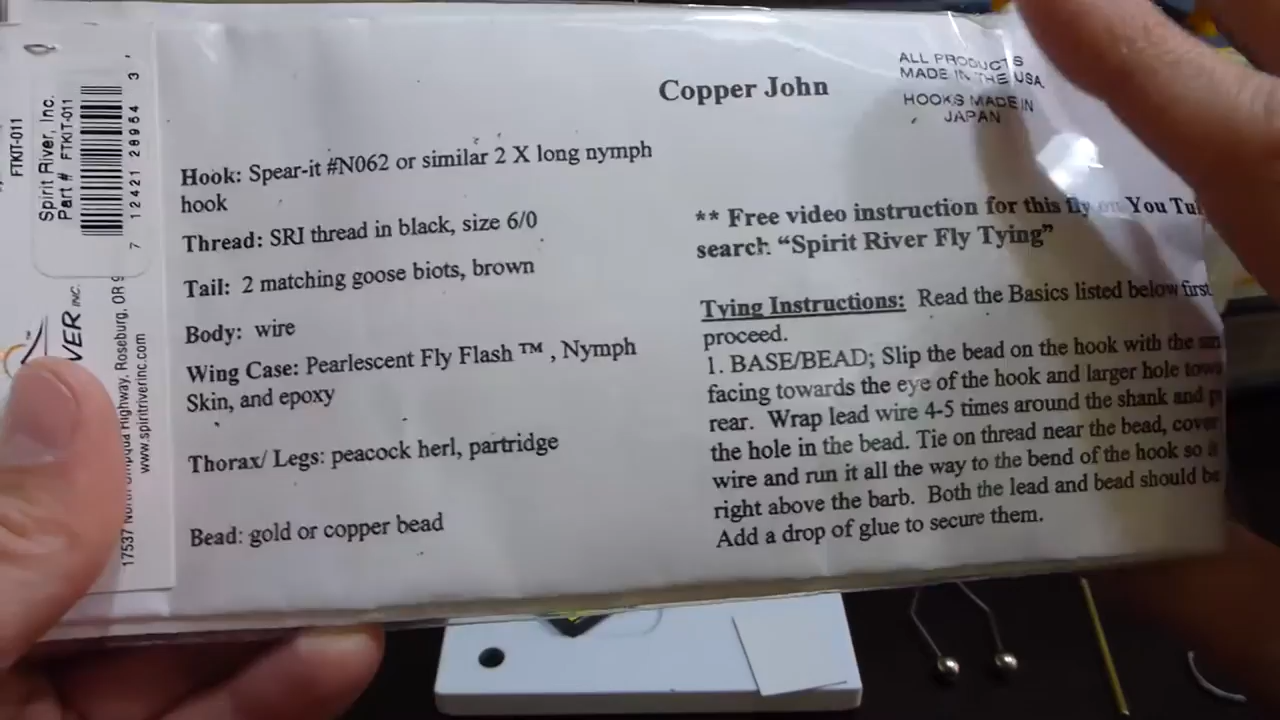 FTKIT-011
Spirit River, Inc.
Part # FTKIT-011
7 12421 28954 3
VER INC.
17537 North Umpqua Highway, Roseburg, OR 9
www.spiritriverinc.com
Copper John
ALL PRODUCTS
MADE IN THE USA
HOOKS MADE IN
JAPAN
Hook: Spear-it #N062 or similar 2 X long nymph
hook
Thread: SRI thread in black, size 6/0
Tail: 2 matching goose biots, brown
Body: wire
Wing Case: Pearlescent Fly Flash ™ , Nymph
Skin, and epoxy
Thorax/ Legs: peacock herl, partridge
Bead: gold or copper bead
** Free video instruction for this fly on You Tu
search "Spirit River Fly Tying"
Tying Instructions: Read the Basics listed below first
proceed.
1. BASE/BEAD; Slip the bead on the hook with the
facing towards the eye of the hook and larger hole
rear. Wrap lead wire 4-5 times around the shank and
the hole in the bead. Tie on thread near the bead, cover
wire and run it all the way to the bend of the hook so
right above the barb. Both the lead and bead should be
Add a drop of glue to secure them.